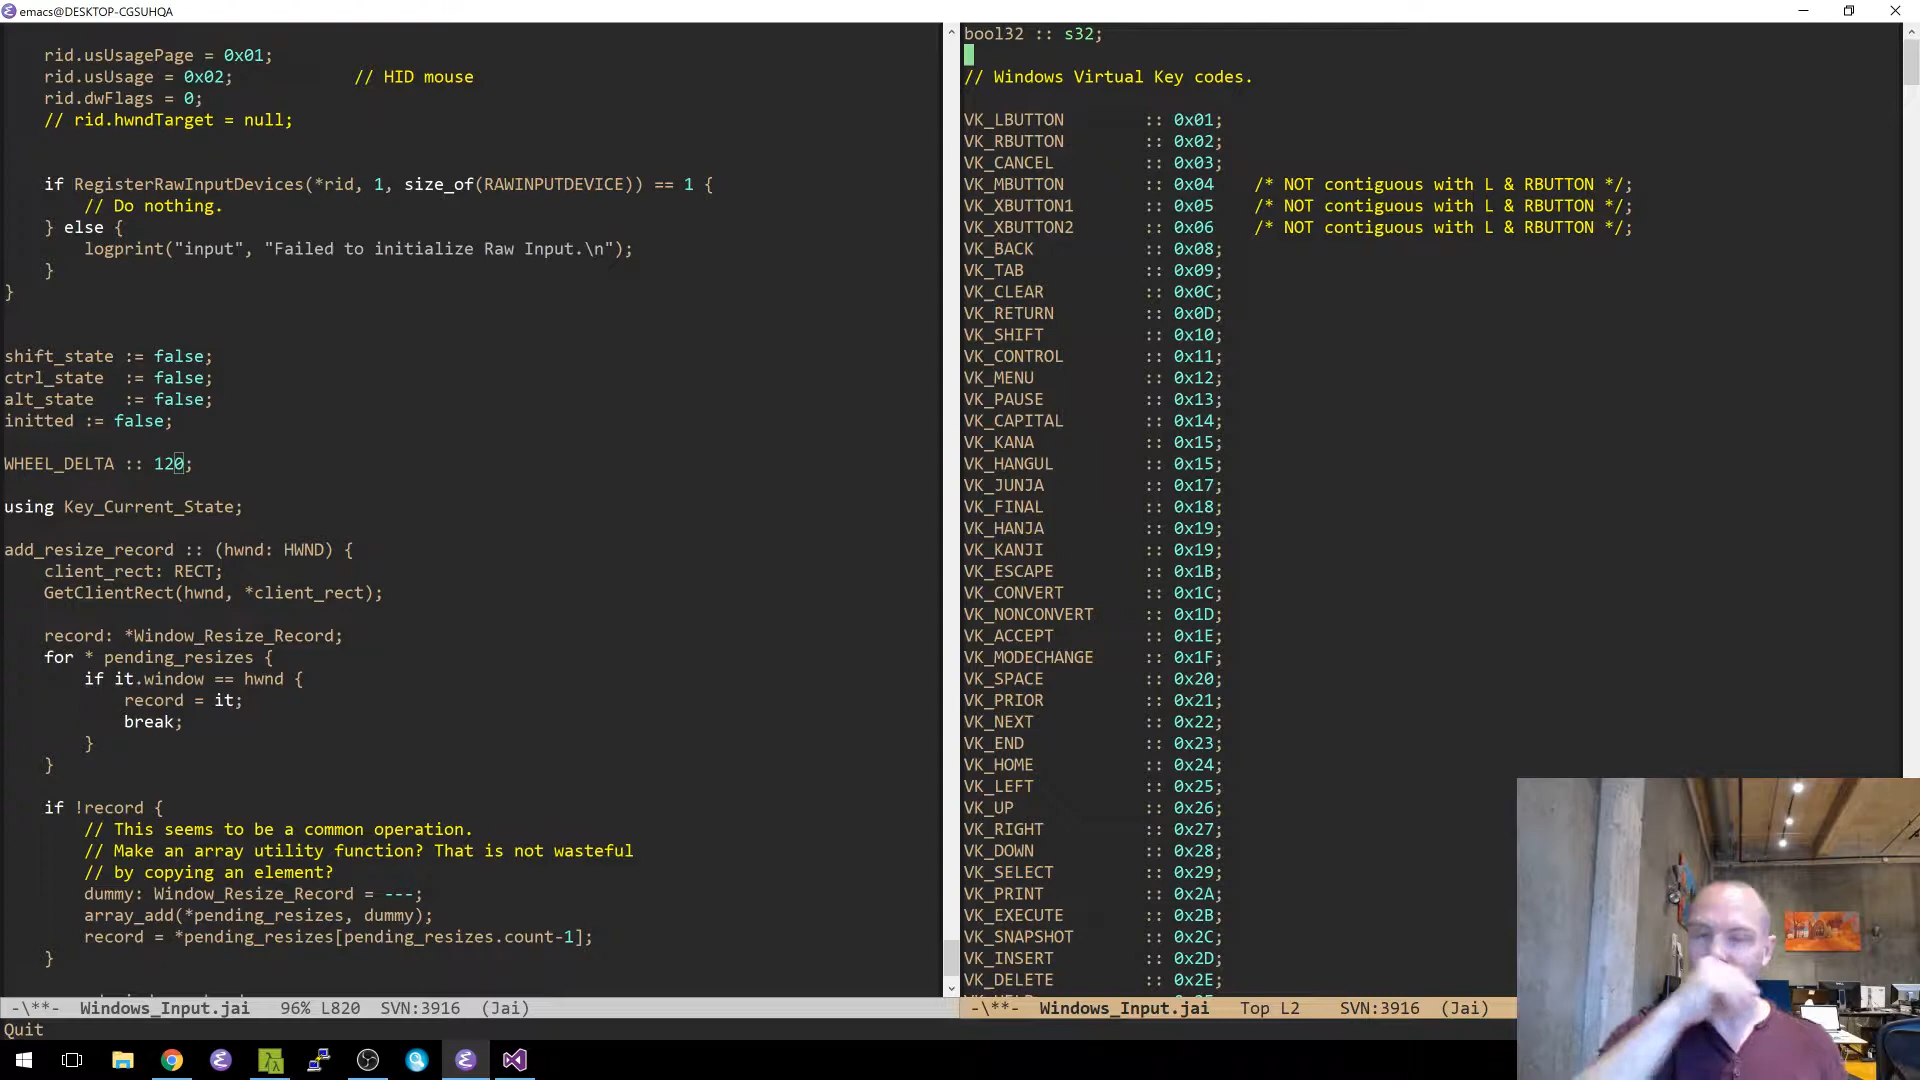 emacs@DESKTOP-CGSUHQA
rid.usUsagePage = 0x01;
rid.usUsage = 0x02;            // HID mouse
rid.dwFlags = 0;
// rid.hwndTarget = null;
if RegisterRawInputDevices(*rid, 1, size_of(RAWINPUTDEVICE)) == 1 {
// Do nothing.
} else {
logprint("input", "Failed to initialize Raw Input.\n");
}
}
shift_state := false;
ctrl_state  := false;
alt_state   := false;
initted := false;
WHEEL_DELTA :: 120;
using Key_Current_State;
add_resize_record :: (hwnd: HWND) {
client_rect: RECT;
GetClientRect(hwnd, *client_rect);
record: *Window_Resize_Record;
for * pending_resizes {
if it.window == hwnd {
record = it;
break;
}
}
if !record {
// This seems to be a common operation.
// Make an array utility function? That is not wasteful
// by copying an element?
dummy: Window_Resize_Record = ---;
array_add(*pending_resizes, dummy);
record = *pending_resizes[pending_resizes.count-1];
}
-\**-  Windows_Input.jai   96% L820  SVN:3916  (Jai)
Quit
bool32 :: s32;
// Windows Virtual Key codes.
VK_LBUTTON        :: 0x01;
VK_RBUTTON        :: 0x02;
VK_CANCEL         :: 0x03;
VK_MBUTTON        :: 0x04    /* NOT contiguous with L & RBUTTON */;
VK_XBUTTON1       :: 0x05    /* NOT contiguous with L & RBUTTON */;
VK_XBUTTON2       :: 0x06    /* NOT contiguous with L & RBUTTON */;
VK_BACK           :: 0x08;
VK_TAB            :: 0x09;
VK_CLEAR          :: 0x0C;
VK_RETURN         :: 0x0D;
VK_SHIFT          :: 0x10;
VK_CONTROL        :: 0x11;
VK_MENU           :: 0x12;
VK_PAUSE          :: 0x13;
VK_CAPITAL        :: 0x14;
VK_KANA           :: 0x15;
VK_HANGUL         :: 0x15;
VK_JUNJA          :: 0x17;
VK_FINAL          :: 0x18;
VK_HANJA          :: 0x19;
VK_KANJI          :: 0x19;
VK_ESCAPE         :: 0x1B;
VK_CONVERT        :: 0x1C;
VK_NONCONVERT     :: 0x1D;
VK_ACCEPT         :: 0x1E;
VK_MODECHANGE     :: 0x1F;
VK_SPACE          :: 0x20;
VK_PRIOR          :: 0x21;
VK_NEXT           :: 0x22;
VK_END            :: 0x23;
VK_HOME           :: 0x24;
VK_LEFT           :: 0x25;
VK_UP             :: 0x26;
VK_RIGHT          :: 0x27;
VK_DOWN           :: 0x28;
VK_SELECT         :: 0x29;
VK_PRINT          :: 0x2A;
VK_EXECUTE        :: 0x2B;
VK_SNAPSHOT       :: 0x2C;
VK_INSERT         :: 0x2D;
VK_DELETE         :: 0x2E;
-\**-  Windows_Input.jai   Top L2    SVN:3916  (Jai)